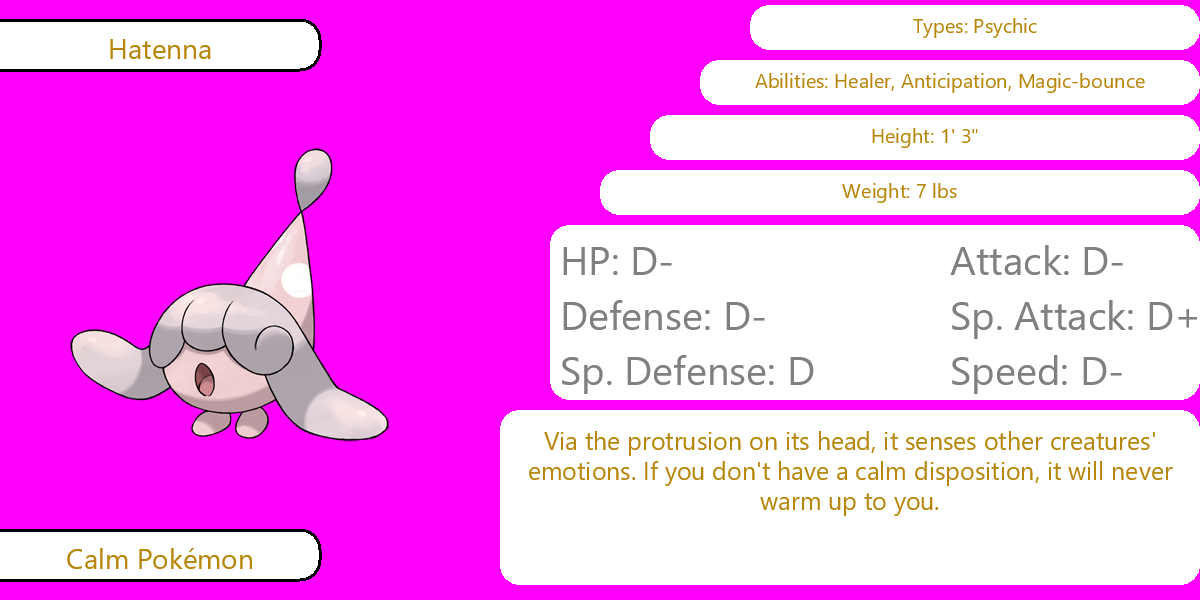 Hatenna
Types: Psychic
Abilities: Healer, Anticipation, Magic-bounce
Height: 1' 3"
Weight: 7 lbs
HP: D-
Attack: D-
Defense: D-
Sp. Attack: D+
Sp. Defense: D
Speed: D-
Via the protrusion on its head, it senses other creatures'
emotions. If you don't have a calm disposition, it will never
warm up to you.
Calm Pokémon